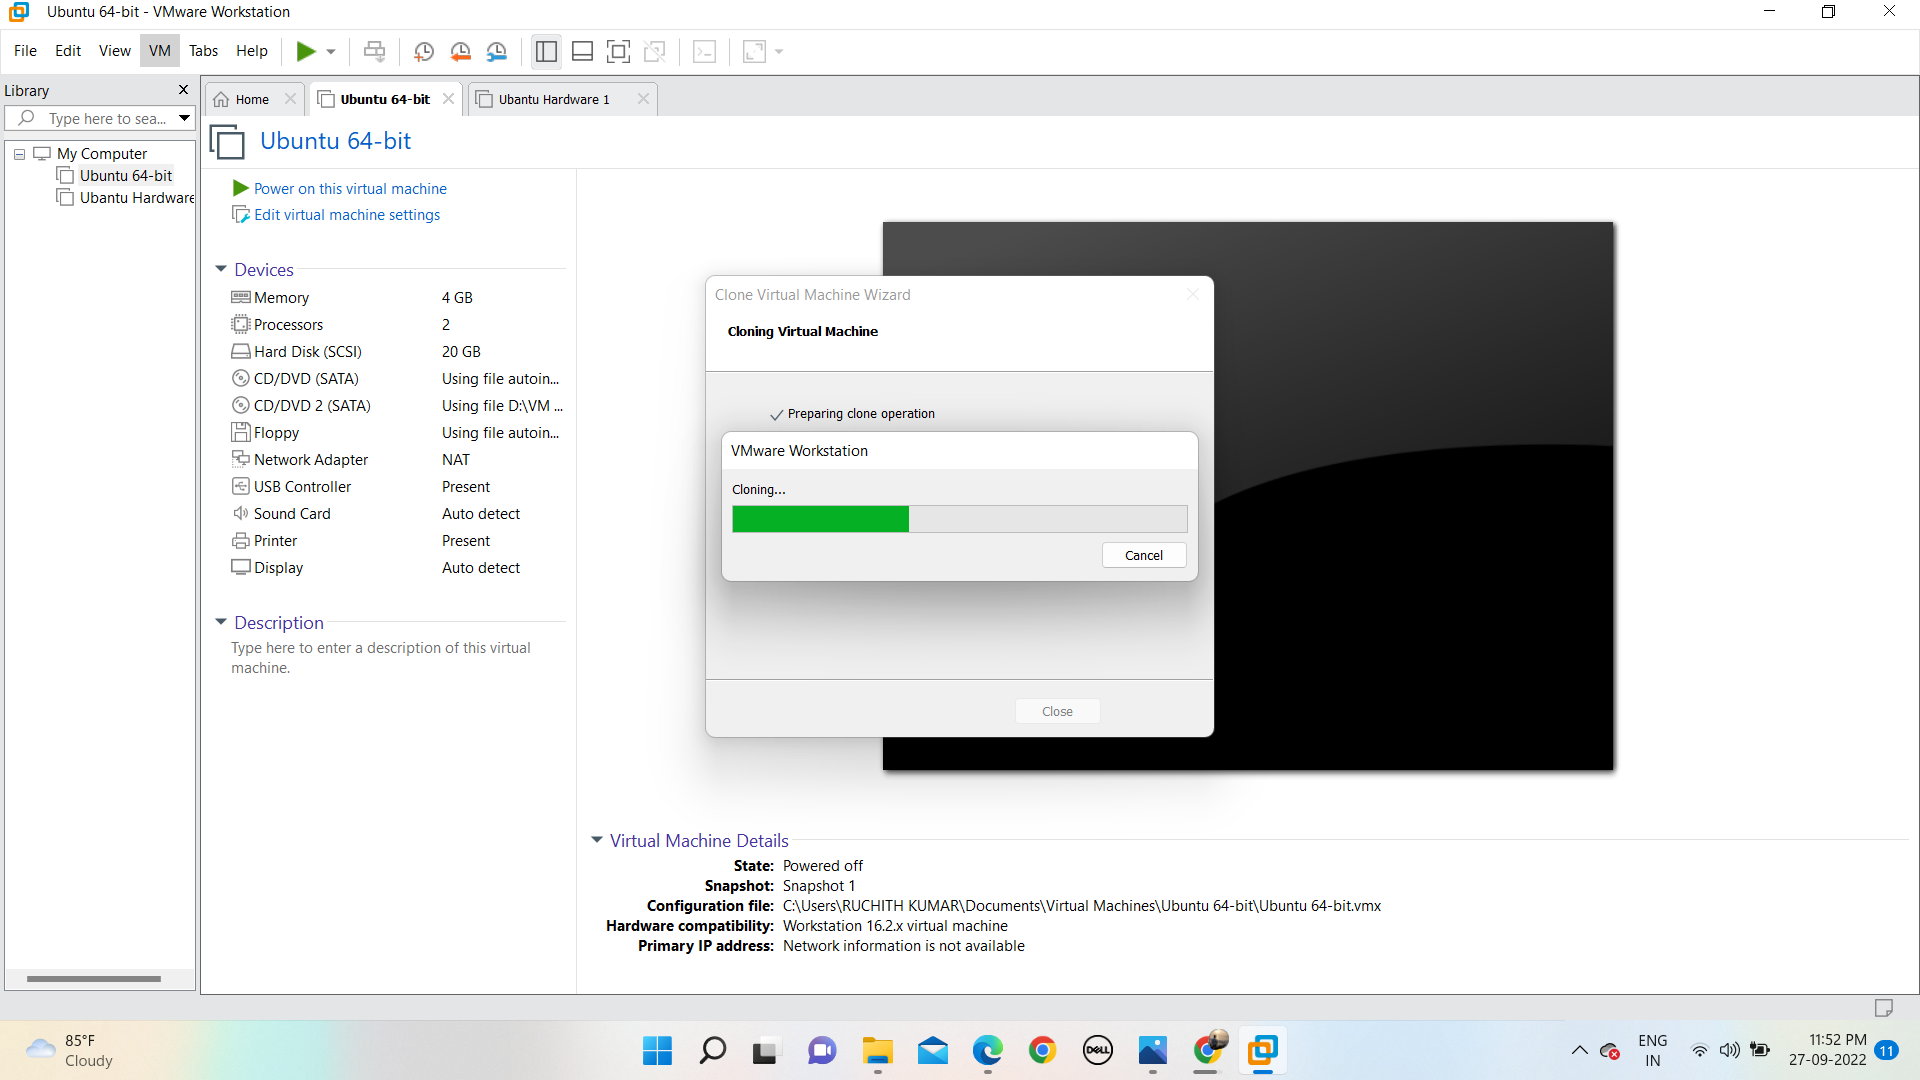 Ubuntu 64-bit - VMware Workstation
File Edit View VM Tabs Help
Library
Type here to sea...
My Computer
Ubuntu 64-bit
Ubantu Hardware
Home
Ubuntu 64-bit
Ubantu Hardware 1
Ubuntu 64-bit
Power on this virtual machine
Edit virtual machine settings
Devices
Memory 4 GB
Processors 2
Hard Disk (SCSI) 20 GB
CD/DVD (SATA) Using file autoin...
CD/DVD 2 (SATA) Using file D:\VM ...
Floppy Using file autoin...
Network Adapter NAT
USB Controller Present
Sound Card Auto detect
Printer Present
Display Auto detect
Description
Type here to enter a description of this virtual
machine.
Clone Virtual Machine Wizard
Cloning Virtual Machine
Preparing clone operation
VMware Workstation
Cloning...
Cancel
Close
Virtual Machine Details
State: Powered off
Snapshot: Snapshot 1
Configuration file: C:\Users\RUCHITH KUMAR\Documents\Virtual Machines\Ubuntu 64-bit\Ubuntu 64-bit.vmx
Hardware compatibility: Workstation 16.2.x virtual machine
Primary IP address: Network information is not available
85°F
Cloudy
DELL
ENG
IN
11:52 PM
27-09-2022
11